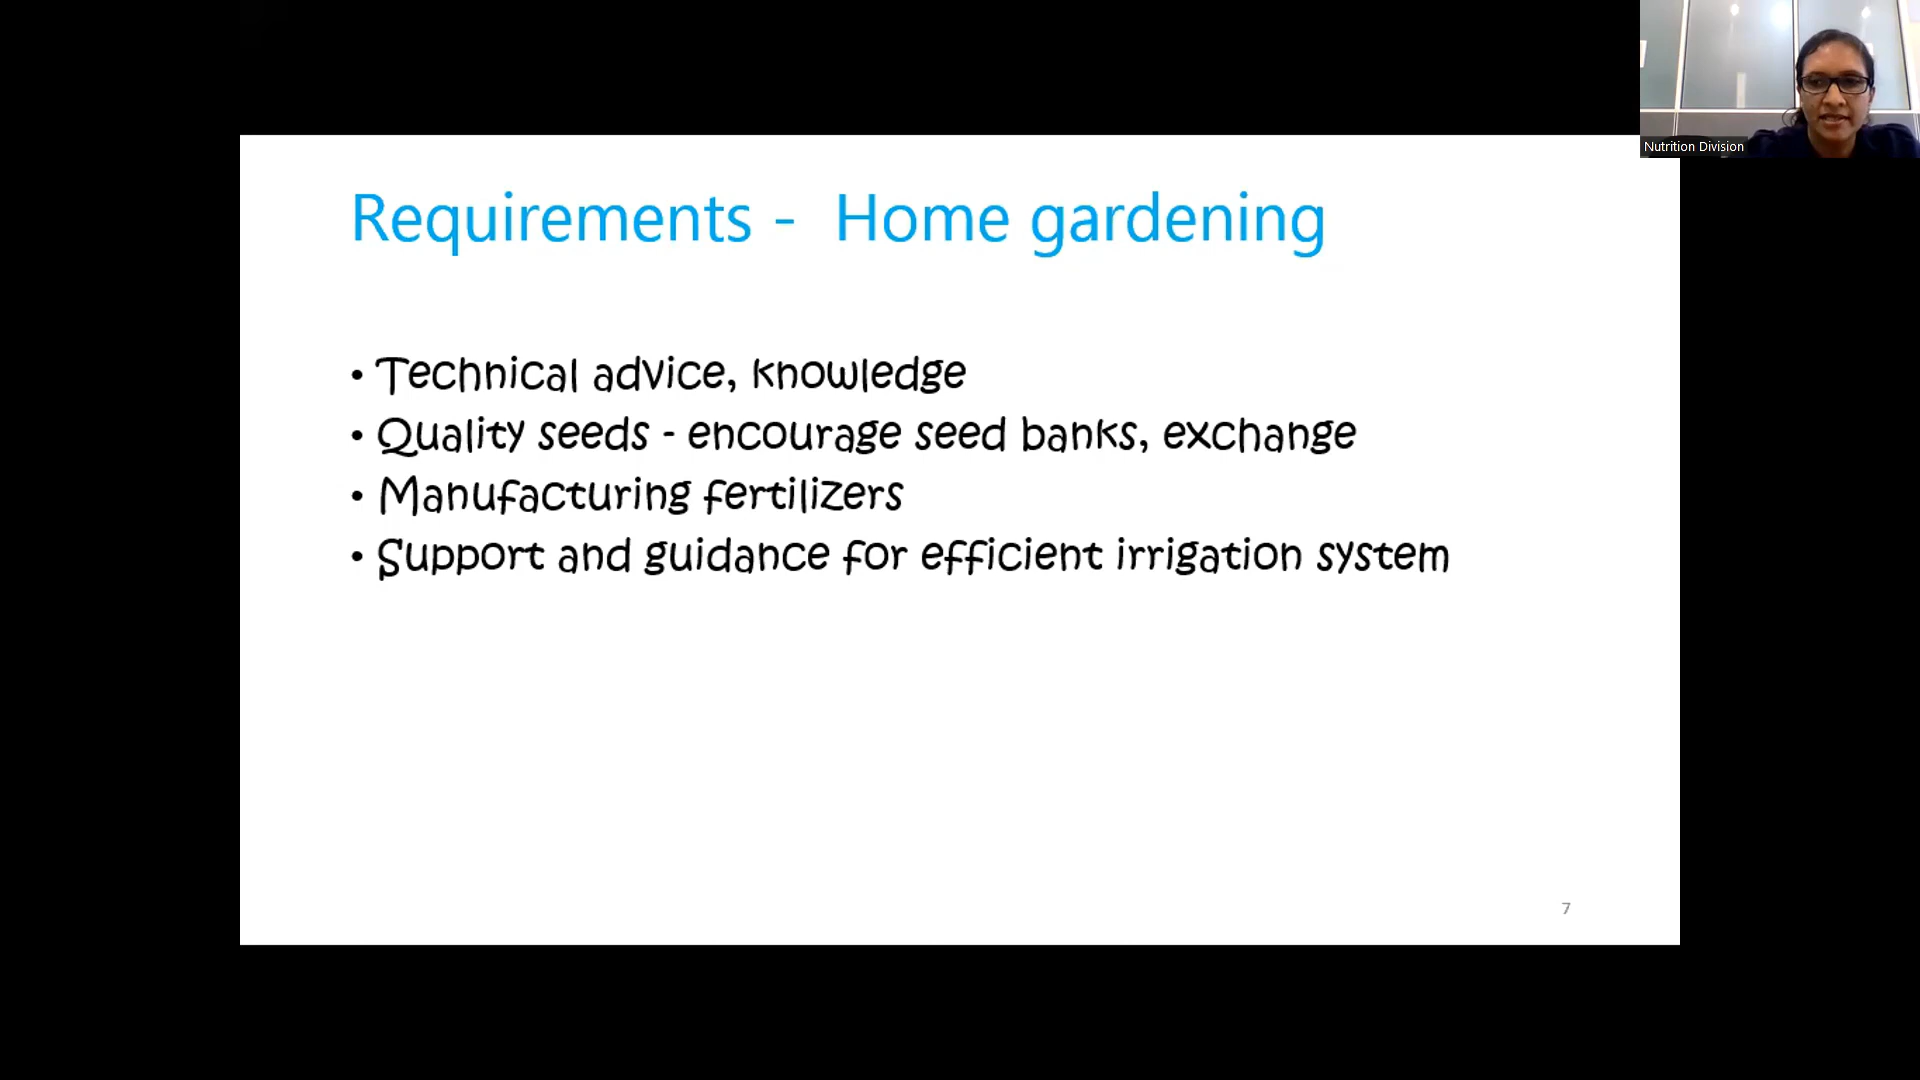 Nutrition Division
Requirements -  Home gardening
• Technical advice, knowledge
• Quality seeds - encourage seed banks, exchange
• Manufacturing fertilizers
• Support and guidance for efficient irrigation system
7